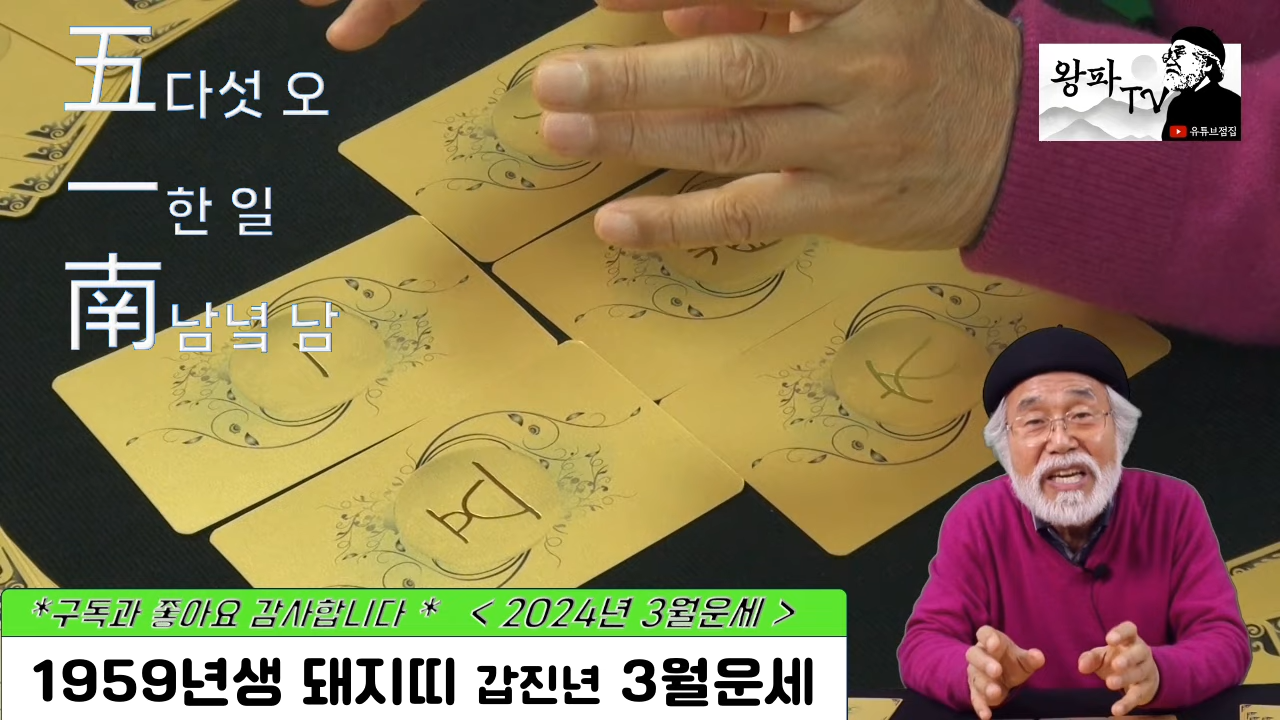 五 다섯 오
一 한 일
南 남녘 남
왕파
TV
유튜브점집
*구독과 좋아요 감사합니다 * < 2024년 3월운세 >
1959년생 돼지띠 갑진년 3월운세